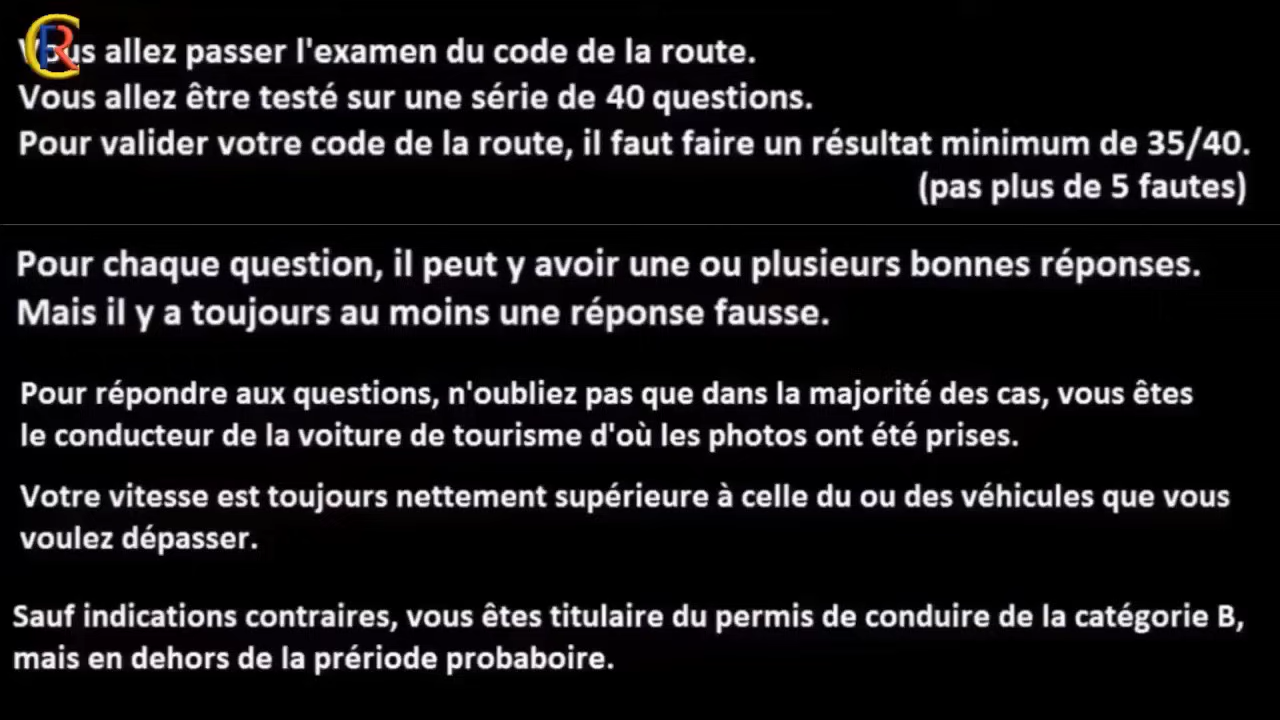 Vous allez passer l'examen du code de la route.
Vous allez être testé sur une série de 40 questions.
Pour valider votre code de la route, il faut faire un résultat minimum de 35/40.
(pas plus de 5 fautes)
Pour chaque question, il peut y avoir une ou plusieurs bonnes réponses.
Mais il y a toujours au moins une réponse fausse.
Pour répondre aux questions, n'oubliez pas que dans la majorité des cas, vous êtes
le conducteur de la voiture de tourisme d'où les photos ont été prises.
Votre vitesse est toujours nettement supérieure à celle du ou des véhicules que vous
voulez dépasser.
Sauf indications contraires, vous êtes titulaire du permis de conduire de la catégorie B,
mais en dehors de la prériode probaboire.